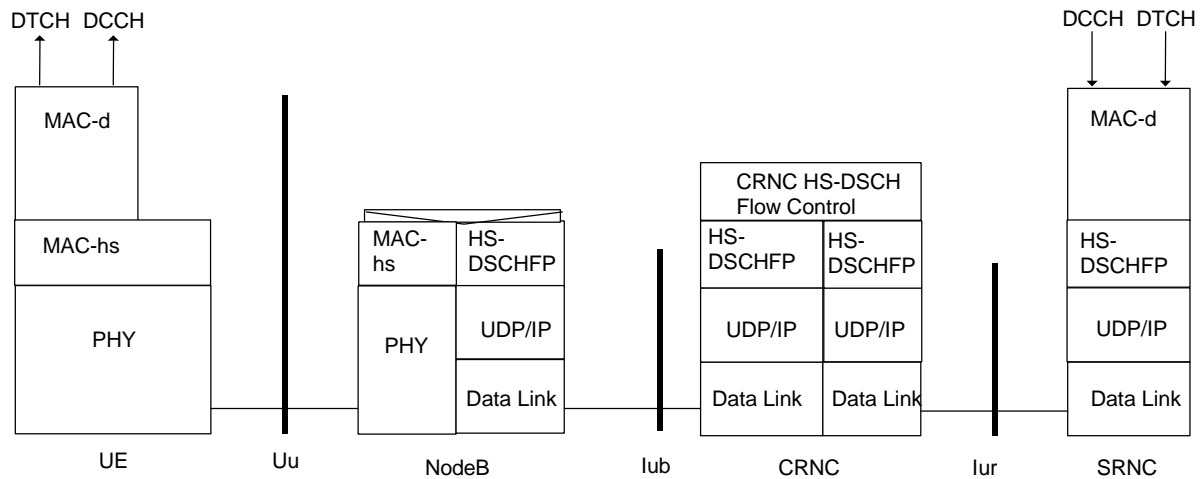 DTCH DCCH
DCCH DTCH
MAC-d
MAC-d
CRNC HS-DSCH
Flow Control
MAC-hs
MAC-
hs
HS-
DSCHFP
HS-
DSCHFP
HS-
DSCHFP
HS-
DSCHFP
PHY
PHY
UDP/IP
UDP/IP
UDP/IP
UDP/IP
Data Link
Data Link
Data Link
Data Link
UE
Uu
NodeB
Iub
CRNC
Iur
SRNC